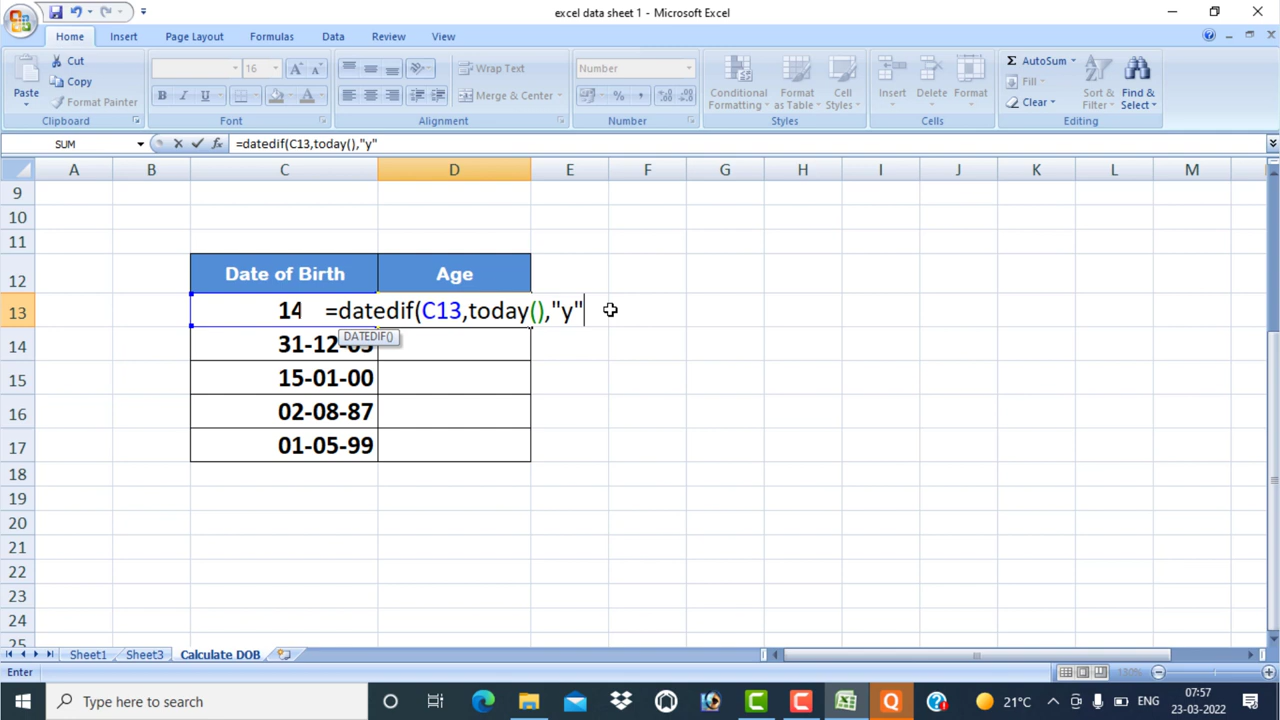 excel data sheet 1 - Microsoft Excel
Home Insert Page Layout Formulas Data Review View
Paste
Cut
Copy
Format Painter
Clipboard
16
A A
B I U A
Font
Wrap Text
Merge & Center
Alignment
Number
% ,
Number
Conditional Formatting
Format as Table
Cell Styles
Styles
Insert Delete Format
Cells
Σ AutoSum
Fill
Clear
Sort & Filter
Find & Select
Editing
SUM fx =datedif(C13,today(),"y"
A B C D E F G H I J K L M
9
10
11
12 Date of Birth Age
13 14 =datedif(C13,today(),"y"
DATEDIF()
14
15 15-01-00
16 02-08-87
17 01-05-99
18
19
20
21
22
23
24
25
Sheet1 Sheet3 Calculate DOB
Enter
Type here to search
21°C ENG 07:57
23-03-2022